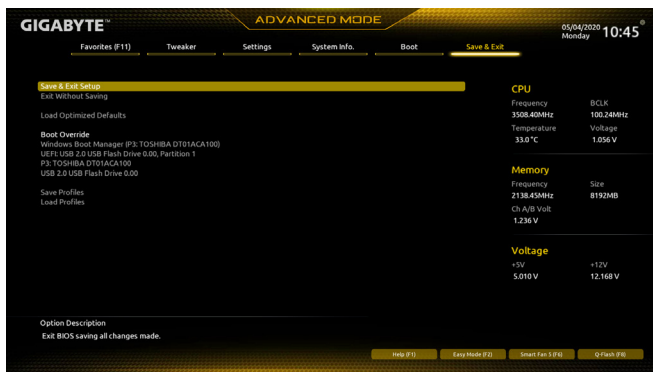 GIGABYTE™
ADVANCED MODE
05/04/2020
Monday
10:45
Favorites (F11) Tweaker Settings System Info. Boot Save & Exit
Save & Exit Setup
Exit Without Saving
Load Optimized Defaults
Boot Override
Windows Boot Manager (P3: TOSHIBA DT01ACA100)
UEFI: USB 2.0 USB Flash Drive 0.00, Partition 1
P3: TOSHIBA DT01ACA100
USB 2.0 USB Flash Drive 0.00
Save Profiles
Load Profiles
CPU
Frequency BCLK
3508.40MHz 100.24MHz
Temperature Voltage
33.0 °C 1.056 V
Memory
Frequency Size
2138.45MHz 8192MB
Ch A/B Volt
1.236 V
Voltage
+5V +12V
5.010 V 12.168 V
Option Description
Exit BIOS saving all changes made.
Help (F1) Easy Mode (F2) Smart Fan 5 (F6) Q-Flash (F8)